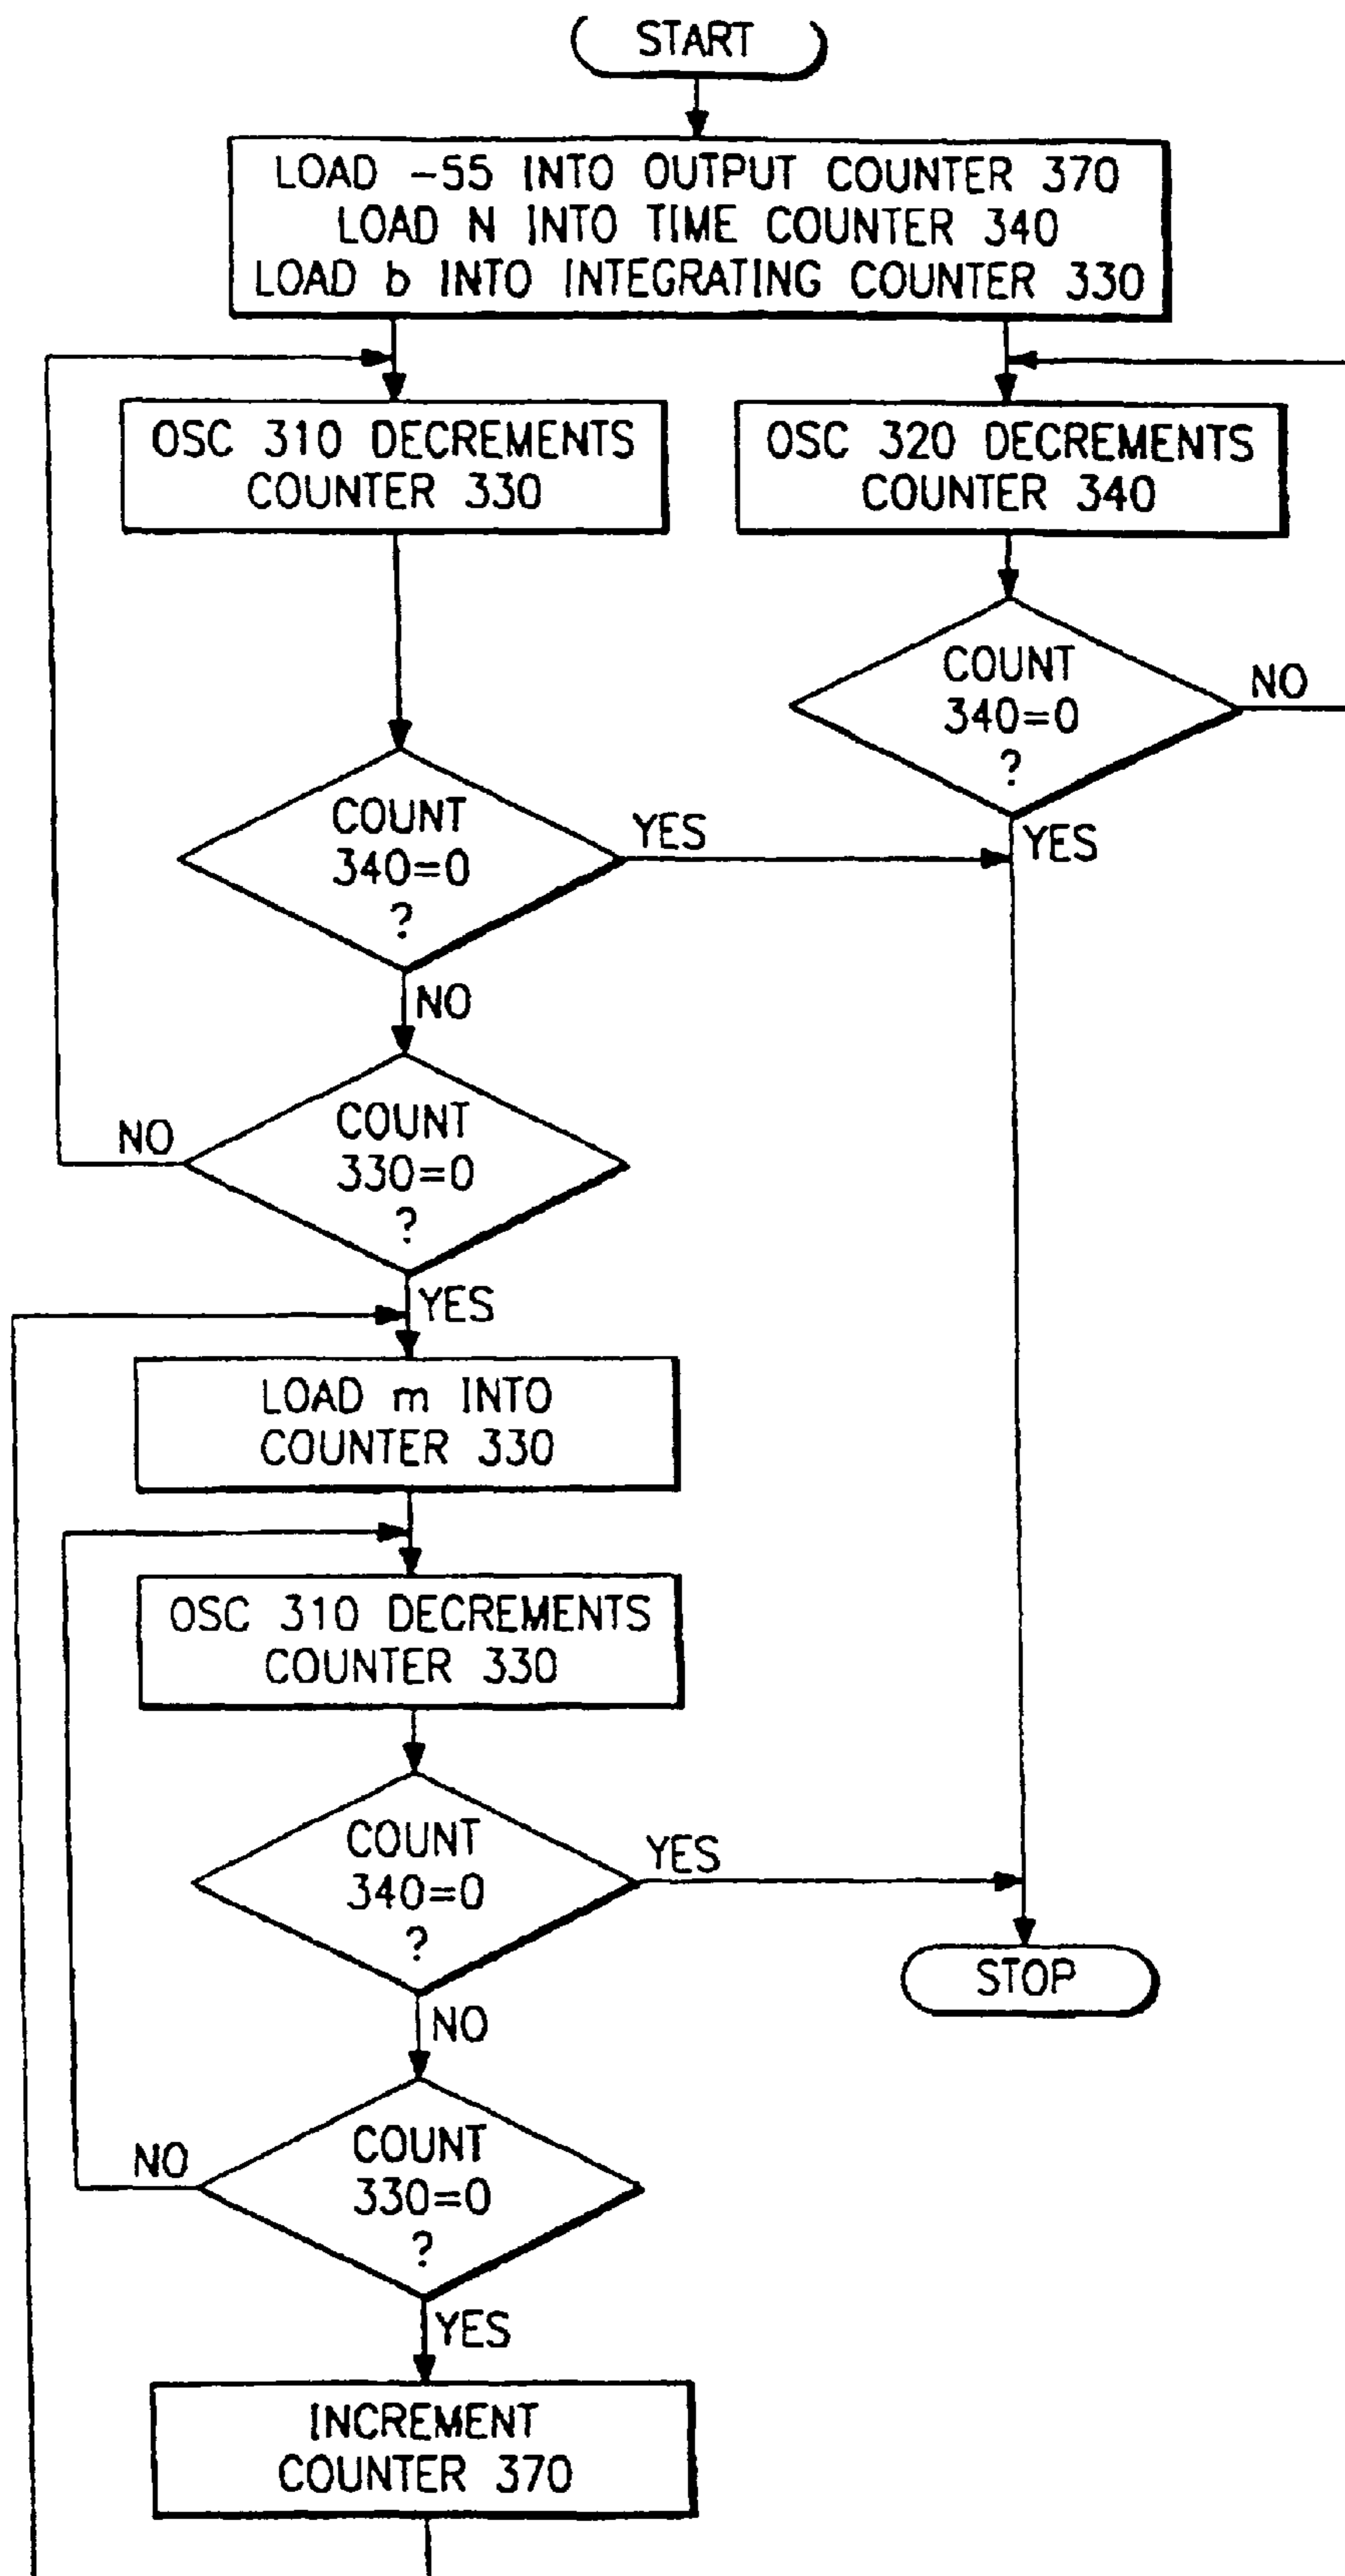 START
LOAD -55 INTO OUTPUT COUNTER 370
LOAD N INTO TIME COUNTER 340
LOAD b INTO INTEGRATING COUNTER 330
OSC 310 DECREMENTS
COUNTER 330
OSC 320 DECREMENTS
COUNTER 340
COUNT
340=0
?
NO
YES
COUNT
340=0
?
YES
NO
COUNT
330=0
?
NO
YES
LOAD m INTO
COUNTER 330
OSC 310 DECREMENTS
COUNTER 330
COUNT
340=0
?
YES
NO
STOP
COUNT
330=0
?
NO
YES
INCREMENT
COUNTER 370